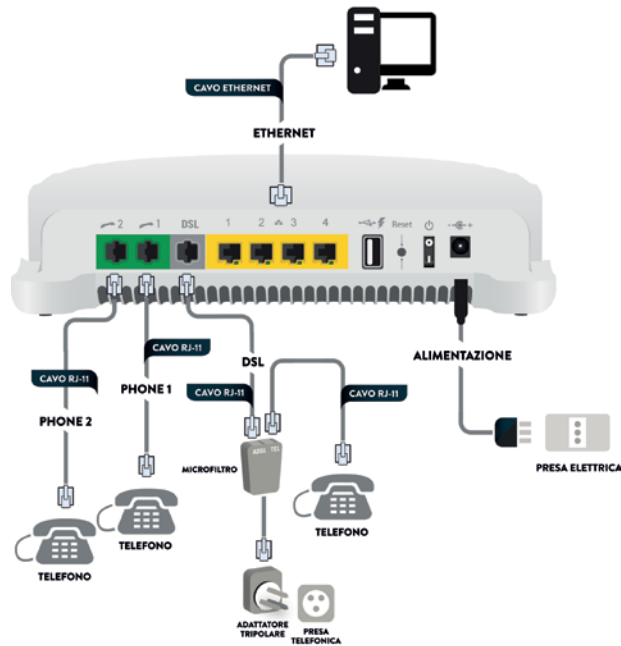 CAVO ETHERNET
ETHERNET
2 1 DSL 1 2 3 4 Reset
CAVO RJ-11
PHONE 2
CAVO RJ-11
PHONE 1
DSL
CAVO RJ-11
CAVO RJ-11
ALIMENTAZIONE
ADSL TEL
MICROFILTRO
PRESA ELETTRICA
TELEFONO
TELEFONO
TELEFONO
ADATTATORE
TRIPOLARE
PRESA
TELEFONICA